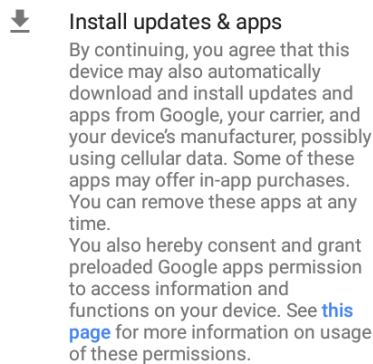 Install updates & apps
By continuing, you agree that this
device may also automatically
download and install updates and
apps from Google, your carrier, and
your device’s manufacturer, possibly
using cellular data. Some of these
apps may offer in-app purchases.
You can remove these apps at any
time.
You also hereby consent and grant
preloaded Google apps permission
to access information and
functions on your device. See this
page for more information on usage
of these permissions.